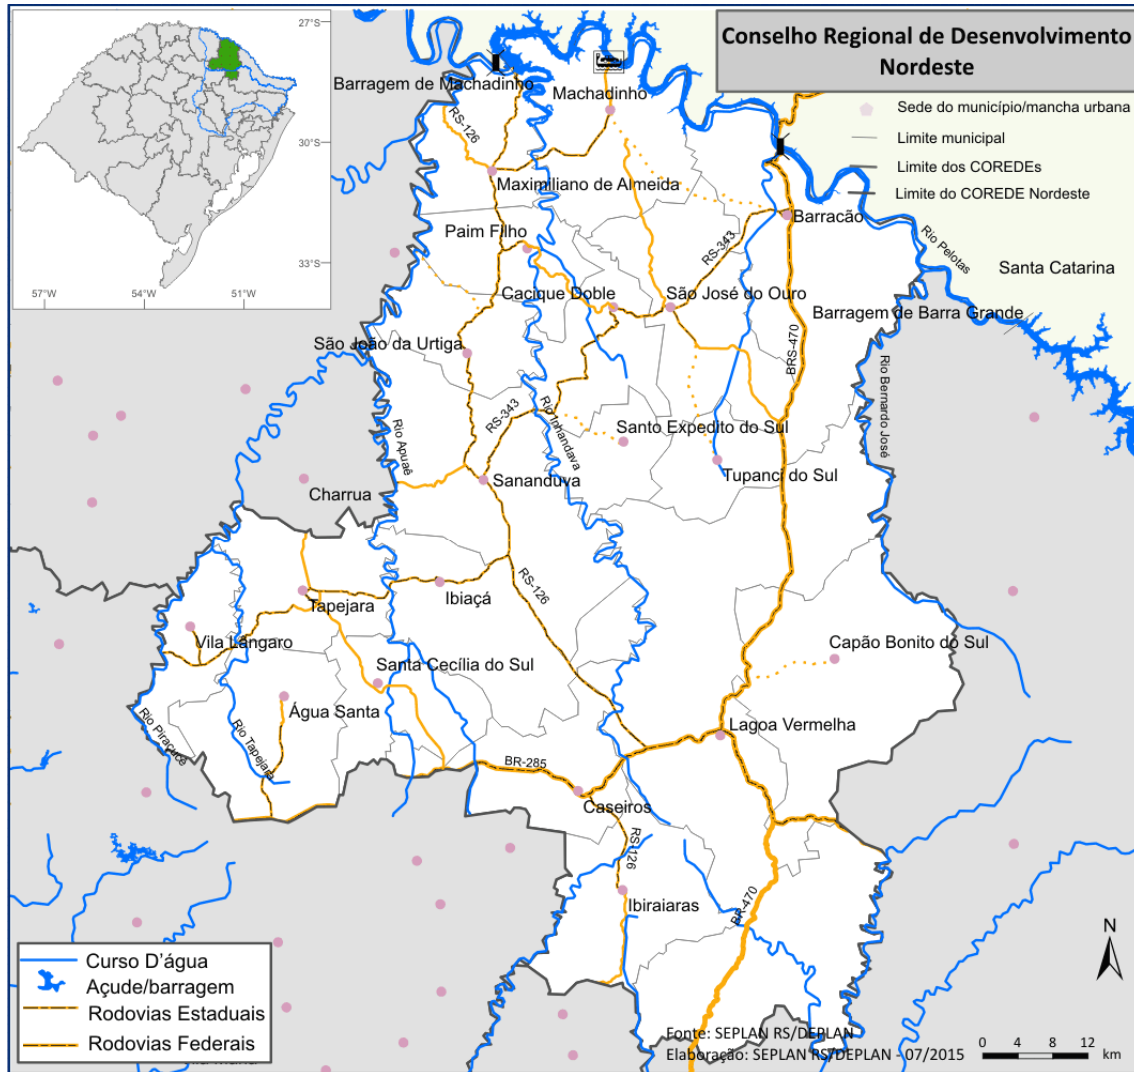 Conselho Regional de Desenvolvimento
Nordeste
27°S
30°S
33°S
57°W
54°W
51°W
Sede do município/mancha urbana
Limite municipal
Limite dos COREDEs
Limite do COREDE Nordeste
Barragem de Machadinho
Machadinho
RS-126
Maximiliano de Almeida
Barracão
Paim Filho
RS-343
Rio Pelotas
Santa Catarina
Cacique Doble
São José do Ouro
Barragem de Barra Grande
São João da Urtiga
BRS-470
Rio Bernardo José
RS-343
Rio Inhandava
Rio Apuaê
Santo Expedito do Sul
Sananduva
Tupanci do Sul
Charrua
RS-126
Tapejara
Ibiaçá
Vila Lângaro
Capão Bonito do Sul
Santa Cecília do Sul
Água Santa
Rio Piraçucê
Rio Tapejara
Lagoa Vermelha
BR-285
Caseiros
RS-126
Ibiraiaras
BR-470
N
Curso D'água
Açude/barragem
Rodovias Estaduais
Rodovias Federais
Fonte: SEPLAN RS/DEPLAN
Elaboração: SEPLAN RS/DEPLAN - 07/2015
0 4 8 12
km